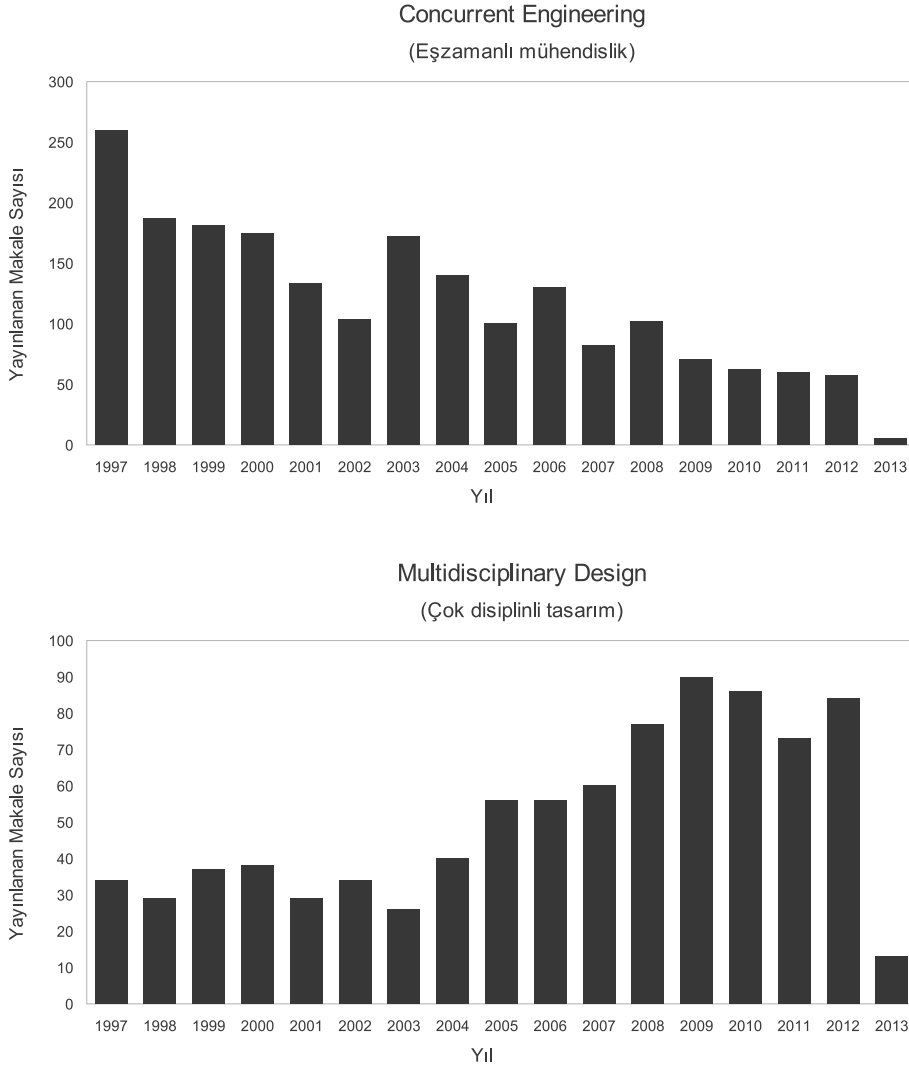 Concurrent Engineering
(Eşzamanlı mühendislik)
Yayınlanan Makale Sayısı
300
250
200
150
100
50
0
1997 1998 1999 2000 2001 2002 2003 2004 2005 2006 2007 2008 2009 2010 2011 2012 2013
Yıl
Multidisciplinary Design
(Çok disiplinli tasarım)
Yayınlanan Makale Sayısı
100
90
80
70
60
50
40
30
20
10
0
1997 1998 1999 2000 2001 2002 2003 2004 2005 2006 2007 2008 2009 2010 2011 2012 2013
Yıl